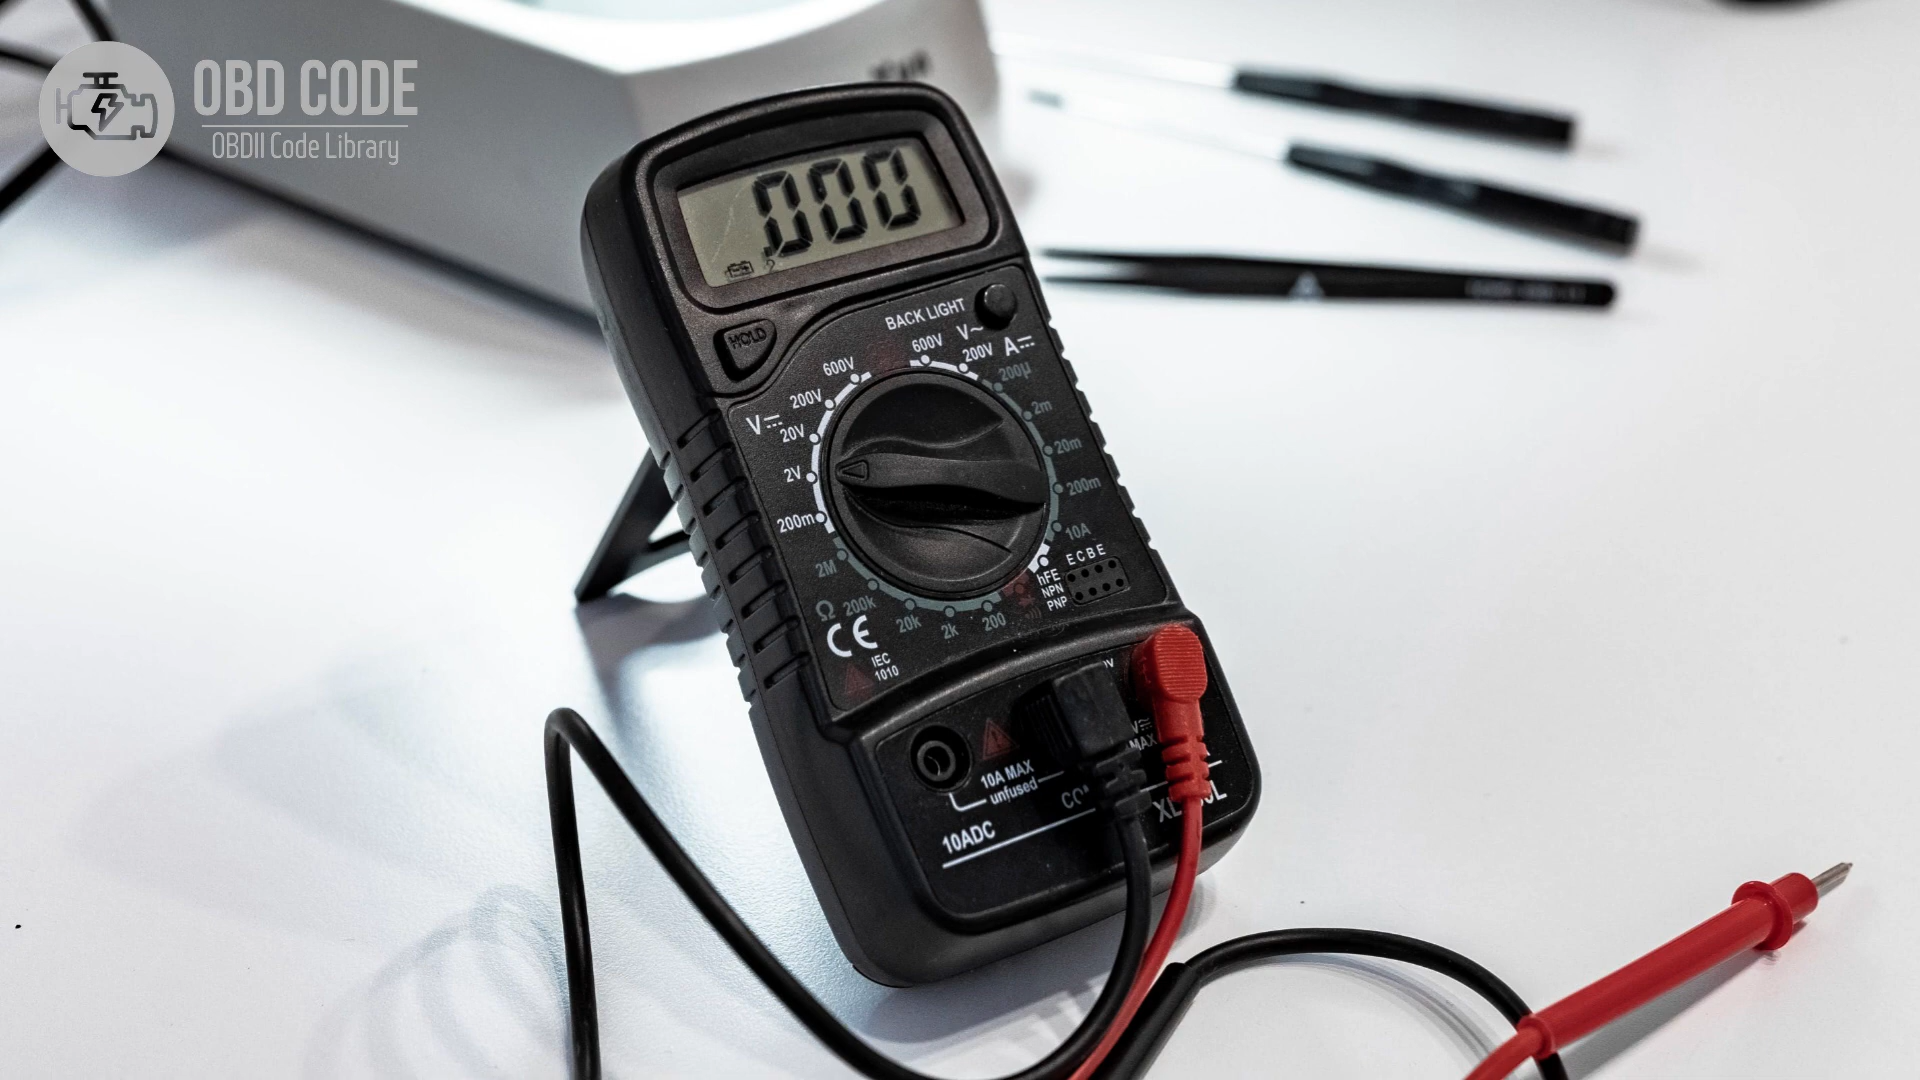 OBD CODE
OBDII Code Library
.000
BACK LIGHT
HOLD
600V
600V
V~
200V
A
200V
200µ
V
20V
2m
2V
20m
200m
200m
2M
10A
Ω
200k
20k
2k
200
hFE
NPN
PNP
E C B E
CE
IEC
1010
V
MAX
10A MAX
unfused
10ADC